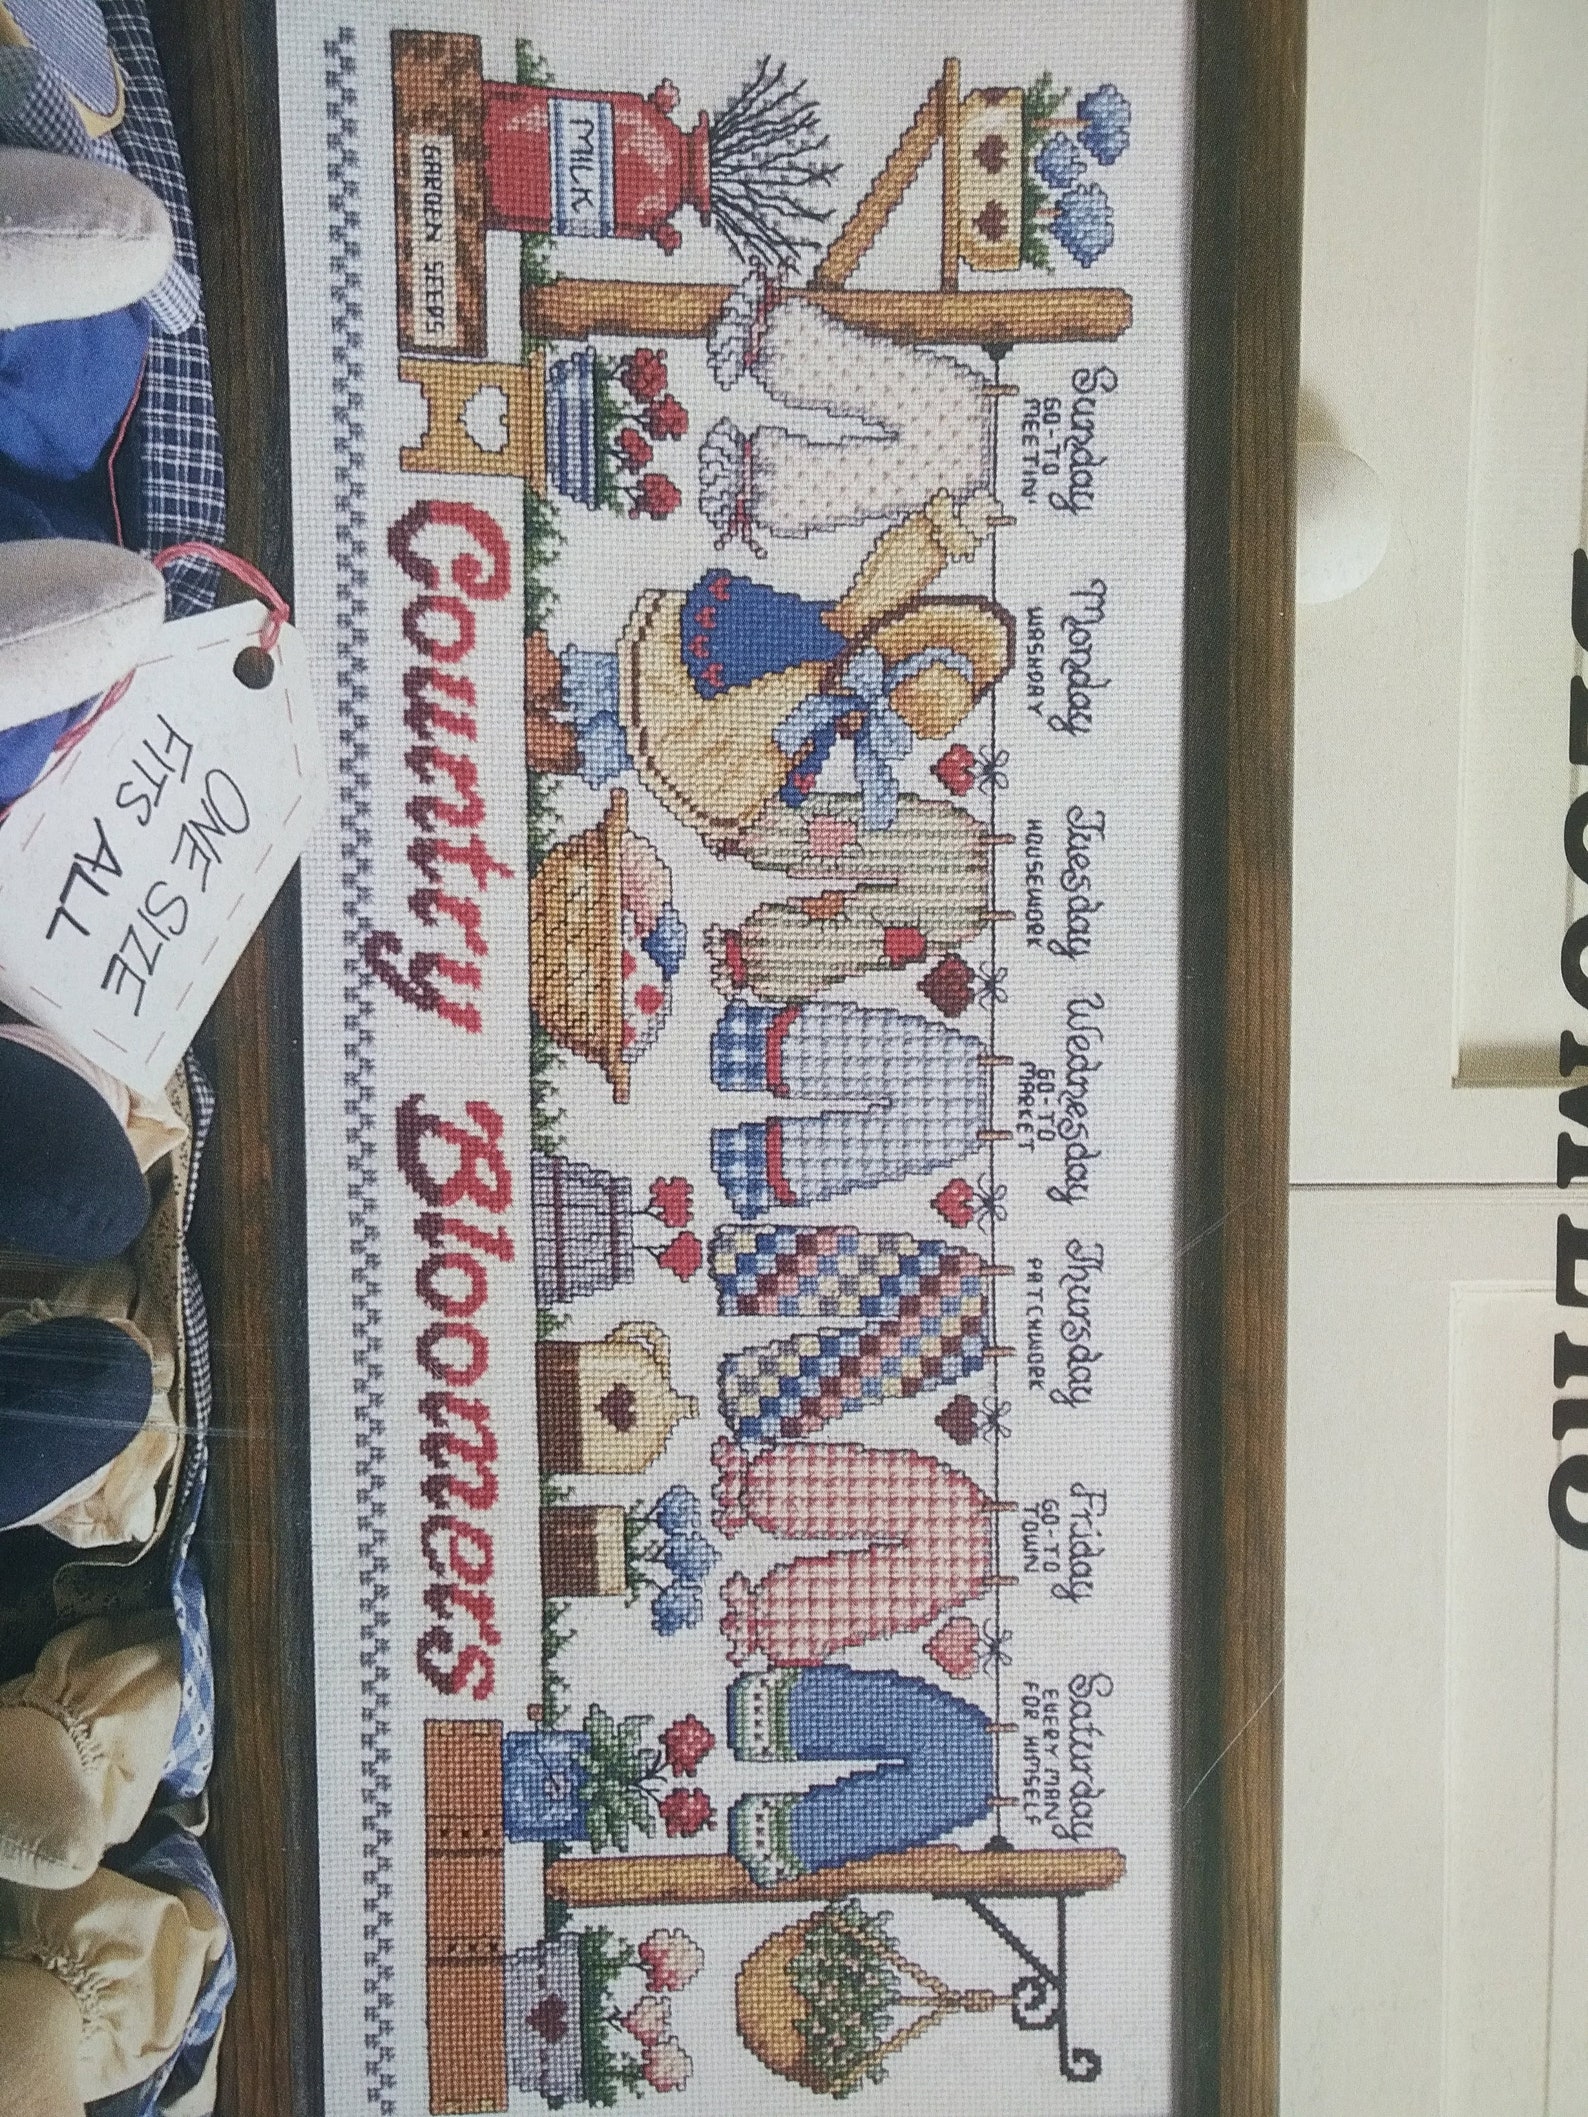 Sunday
GO-TO
MEETIN'
Monday
WASHDAY
Tuesday
HOUSEWORK
Wednesday
GO-TO
MARKET
Thursday
PATCHWORK
Friday
GO-TO
TOWN
Saturday
EVERY MAN
FOR HIMSELF
MILK
GARDEN SEEDS
Country Bloomers
ONE SIZE
FITS ALL